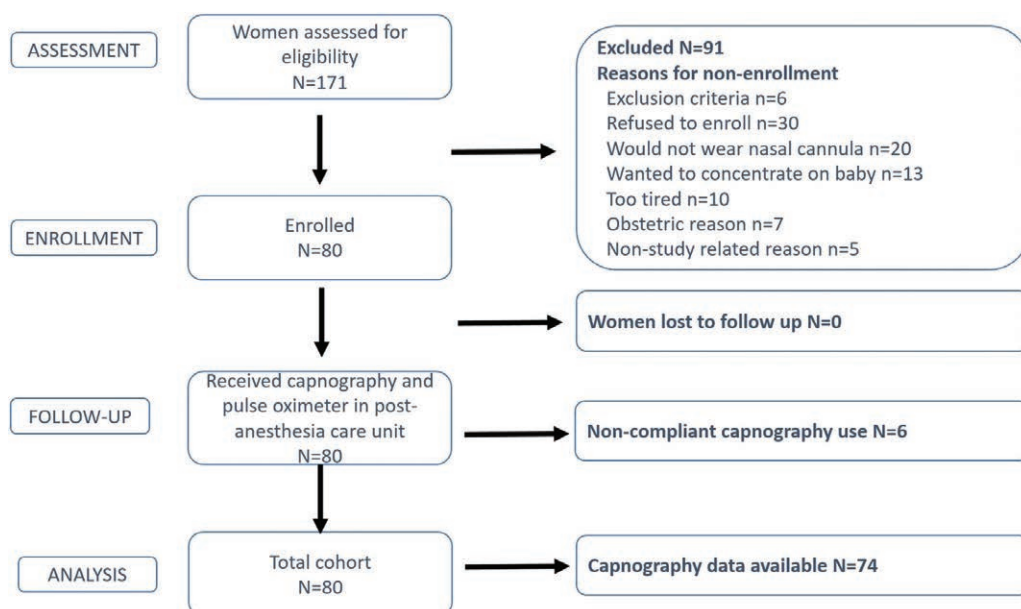 ASSESSMENT
Women assessed for
eligibility
N=171
Excluded N=91
Reasons for non-enrollment
Exclusion criteria n=6
Refused to enroll n=30
Would not wear nasal cannula n=20
Wanted to concentrate on baby n=13
Too tired n=10
Obstetric reason n=7
Non-study related reason n=5
ENROLLMENT
Enrolled
N=80
Women lost to follow up N=0
FOLLOW-UP
Received capnography and
pulse oximeter in post-
anesthesia care unit
N=80
Non-compliant capnography use N=6
ANALYSIS
Total cohort
N=80
Capnography data available N=74